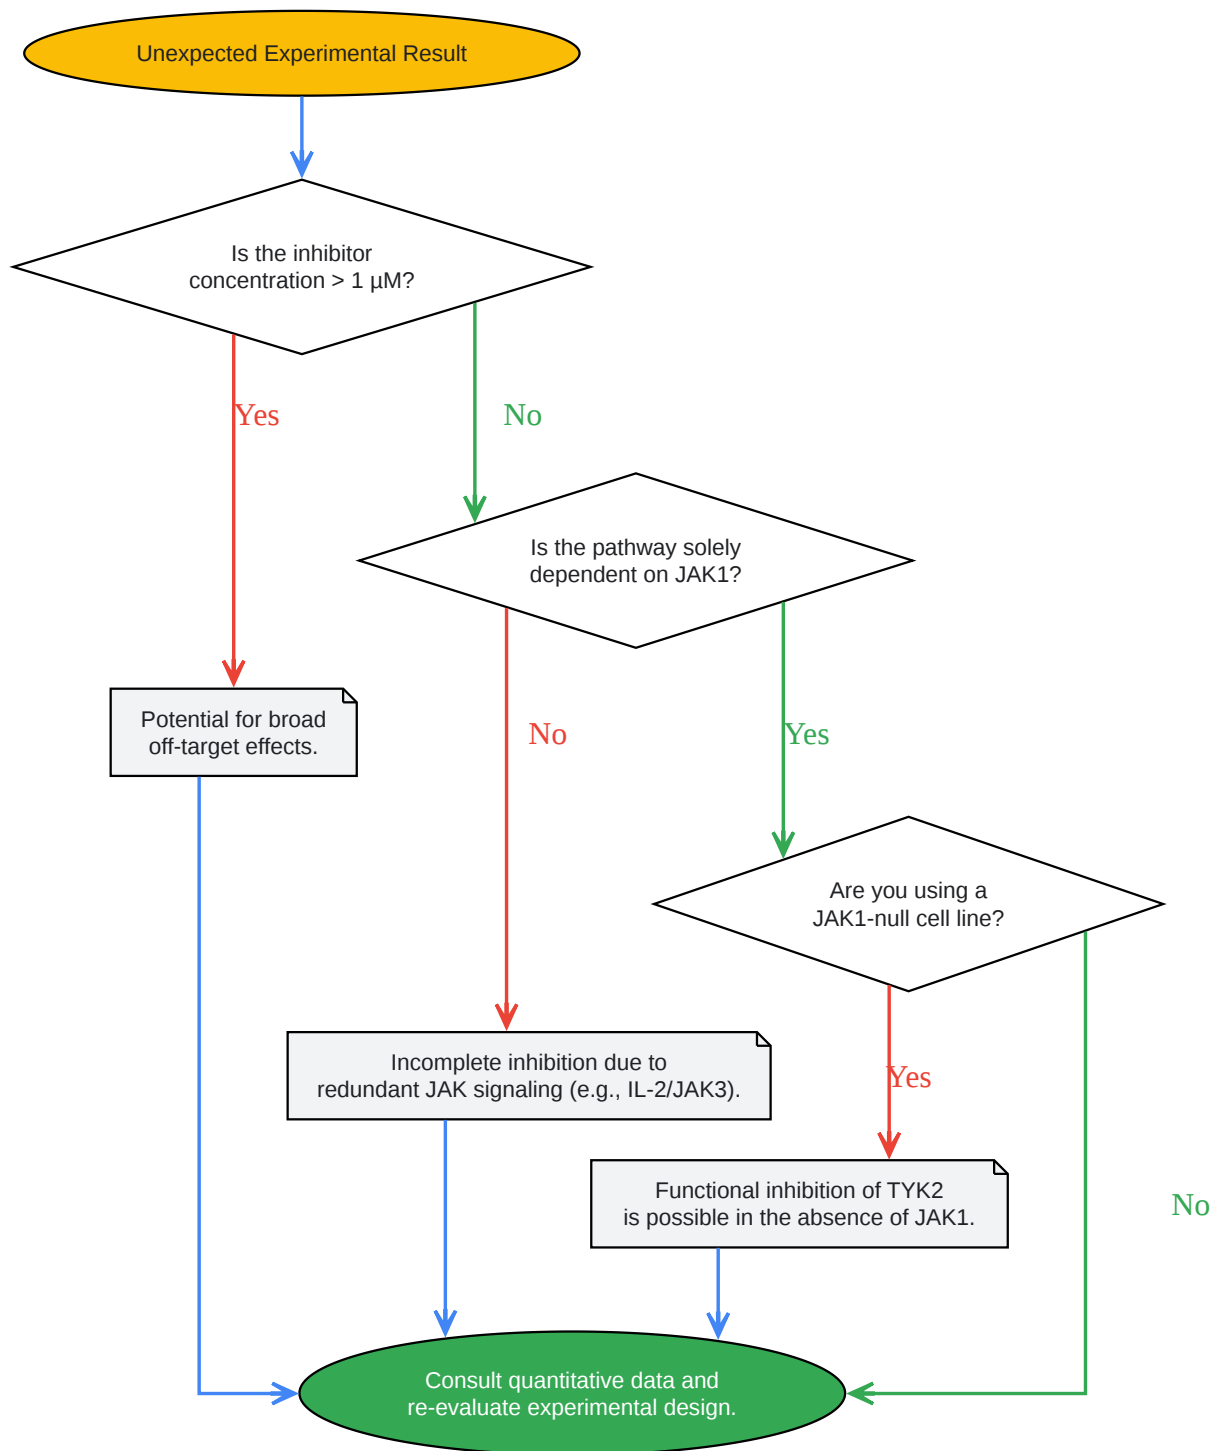 Unexpected Experimental Result
Is the inhibitor
concentration > 1 µM?
Yes
No
Is the pathway solely
dependent on JAK1?
Potential for broad
off-target effects.
No
Yes
Are you using a
JAK1-null cell line?
Incomplete inhibition due to
redundant JAK signaling (e.g., IL-2/JAK3).
Yes
Functional inhibition of TYK2
is possible in the absence of JAK1.
No
Consult quantitative data and
re-evaluate experimental design.